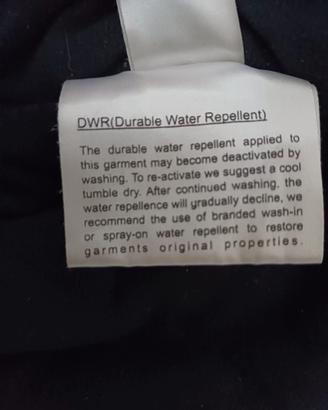 DWR(Durable Water Repellent)
The durable water repellent applied to
this garment may become deactivated by
washing. To re-activate we suggest a cool
tumble dry. After continued washing, the
water repellence will gradually decline, we
recommend the use of branded wash-in
or spray-on water repellent to restore
garments original properties.